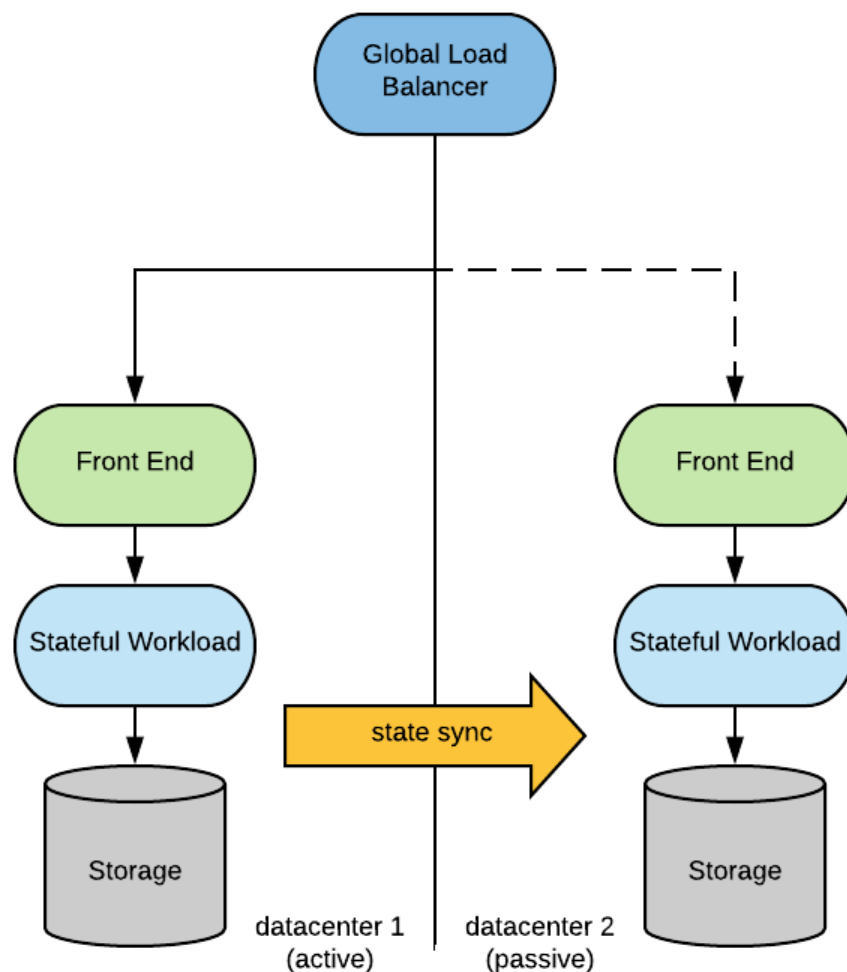 Global Load
Balancer
Front End
Front End
Stateful Workload
Stateful Workload
state sync
Storage
Storage
datacenter 1
(active)
datacenter 2
(passive)